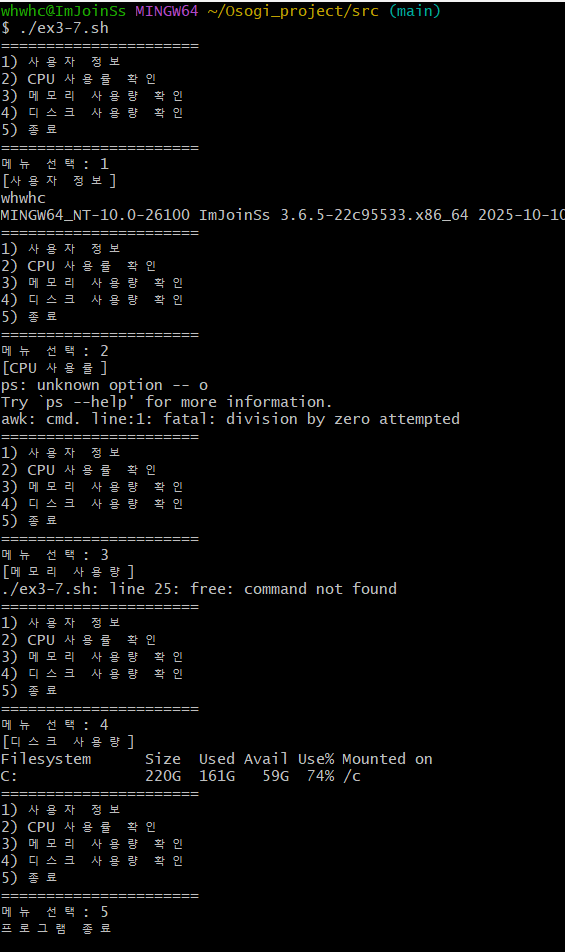 whwhc@ImJoinSs MINGW64 ~/Osogi_project/src (main)
$ ./ex3-7.sh
======================
1) 사용자 정보
2) CPU 사용률 확인
3) 메모리 사용량 확인
4) 디스크 사용량 확인
5) 종료
======================
메뉴 선택: 1
[사용자 정보]
whwhc
MINGW64_NT-10.0-26100 ImJoinSs 3.6.5-22c95533.x86_64 2025-10-10
======================
1) 사용자 정보
2) CPU 사용률 확인
3) 메모리 사용량 확인
4) 디스크 사용량 확인
5) 종료
======================
메뉴 선택: 2
[CPU 사용률]
ps: unknown option -- o
Try `ps --help' for more information.
awk: cmd. line:1: fatal: division by zero attempted
======================
1) 사용자 정보
2) CPU 사용률 확인
3) 메모리 사용량 확인
4) 디스크 사용량 확인
5) 종료
======================
메뉴 선택: 3
[메모리 사용량]
./ex3-7.sh: line 25: free: command not found
======================
1) 사용자 정보
2) CPU 사용률 확인
3) 메모리 사용량 확인
4) 디스크 사용량 확인
5) 종료
======================
메뉴 선택: 4
[디스크 사용량]
Filesystem      Size  Used Avail Use% Mounted on
C:              220G  161G   59G  74% /c
======================
1) 사용자 정보
2) CPU 사용률 확인
3) 메모리 사용량 확인
4) 디스크 사용량 확인
5) 종료
======================
메뉴 선택: 5
프로그램 종료